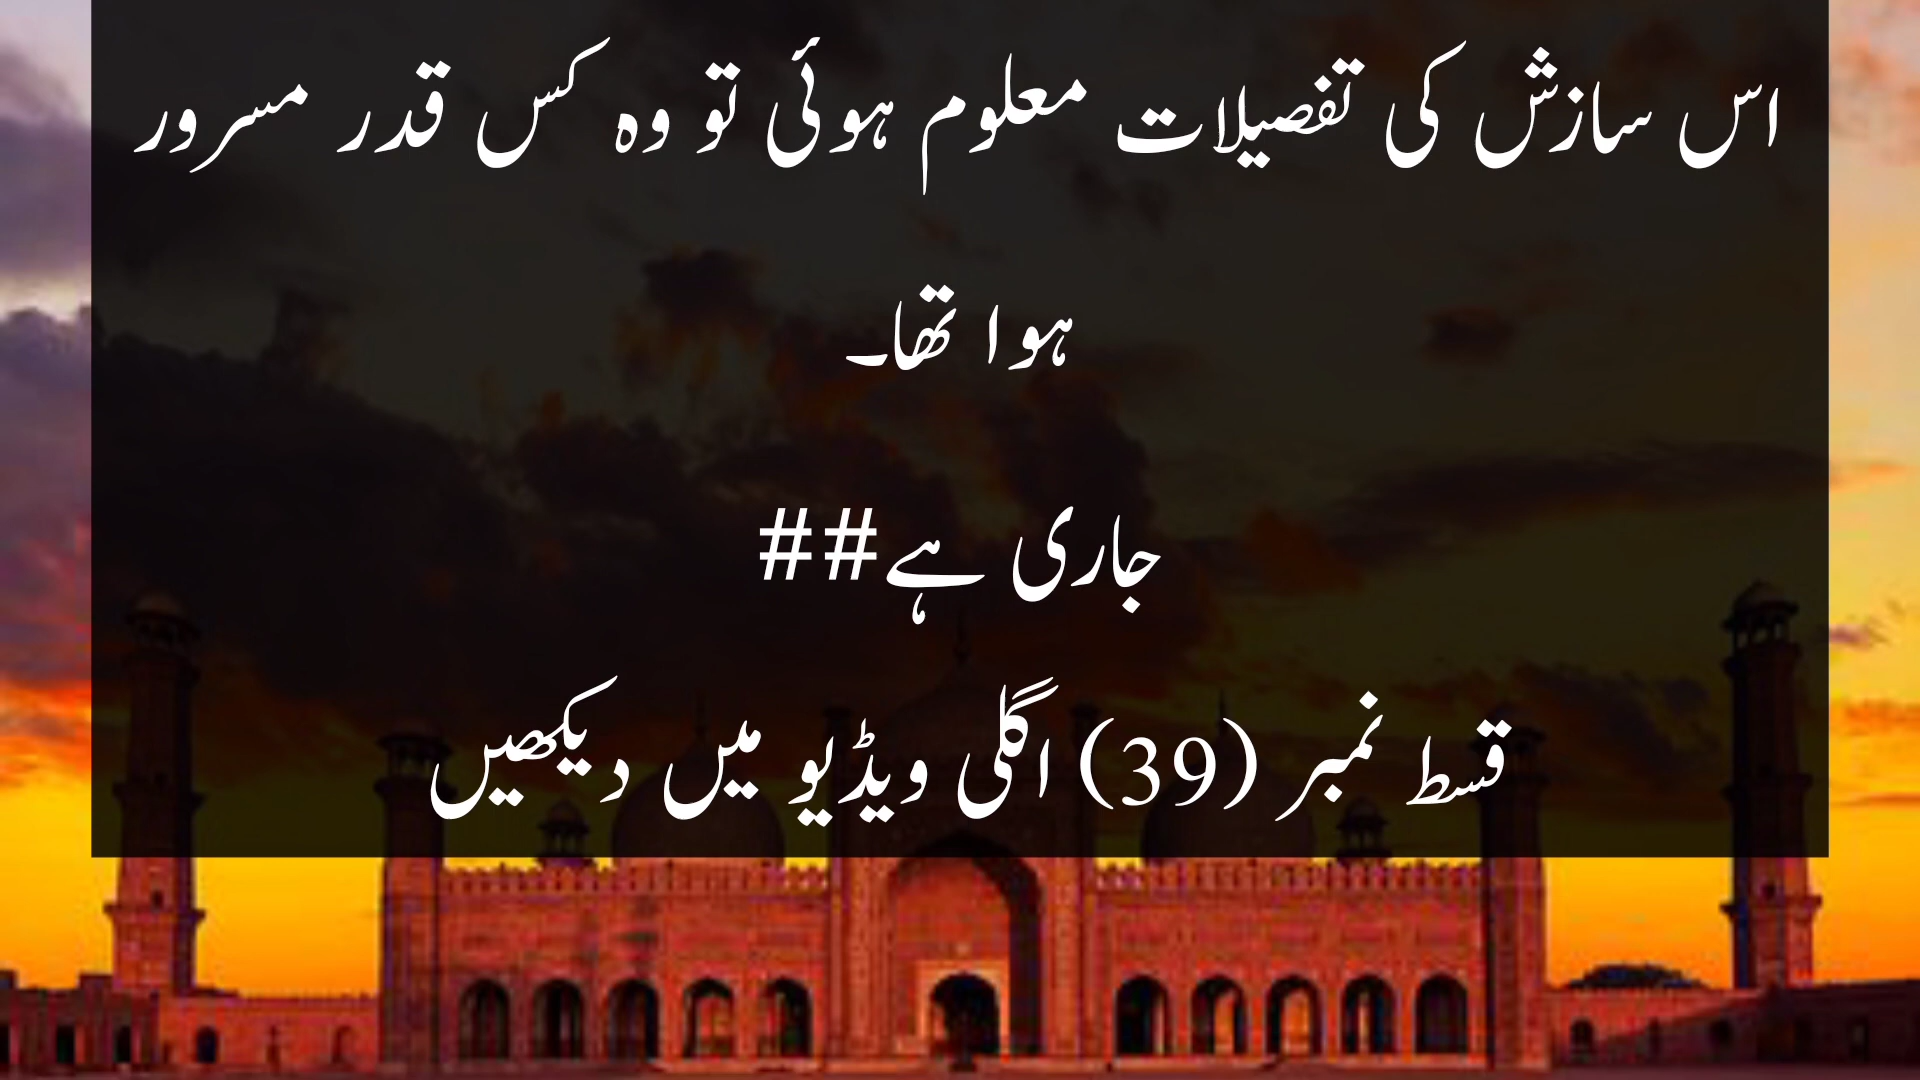 اس سازش کی تفصیلات معلوم ہوئی تو وہ کس قدر مسرور
ہوا تھا۔
جاری ہے##
قسط نمبر (39) اگلی ویڈیو میں دیکھیں